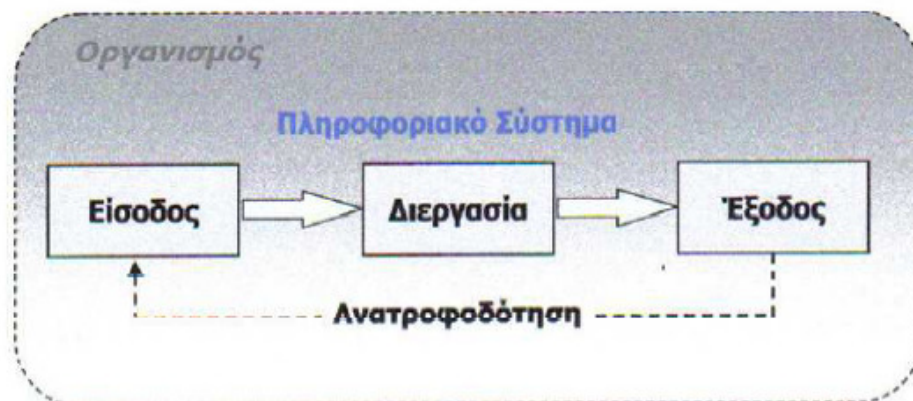 Οργανισμός
Πληροφοριακό Σύστημα
Είσοδος
Διεργασία
Έξοδος
Ανατροφοδότηση